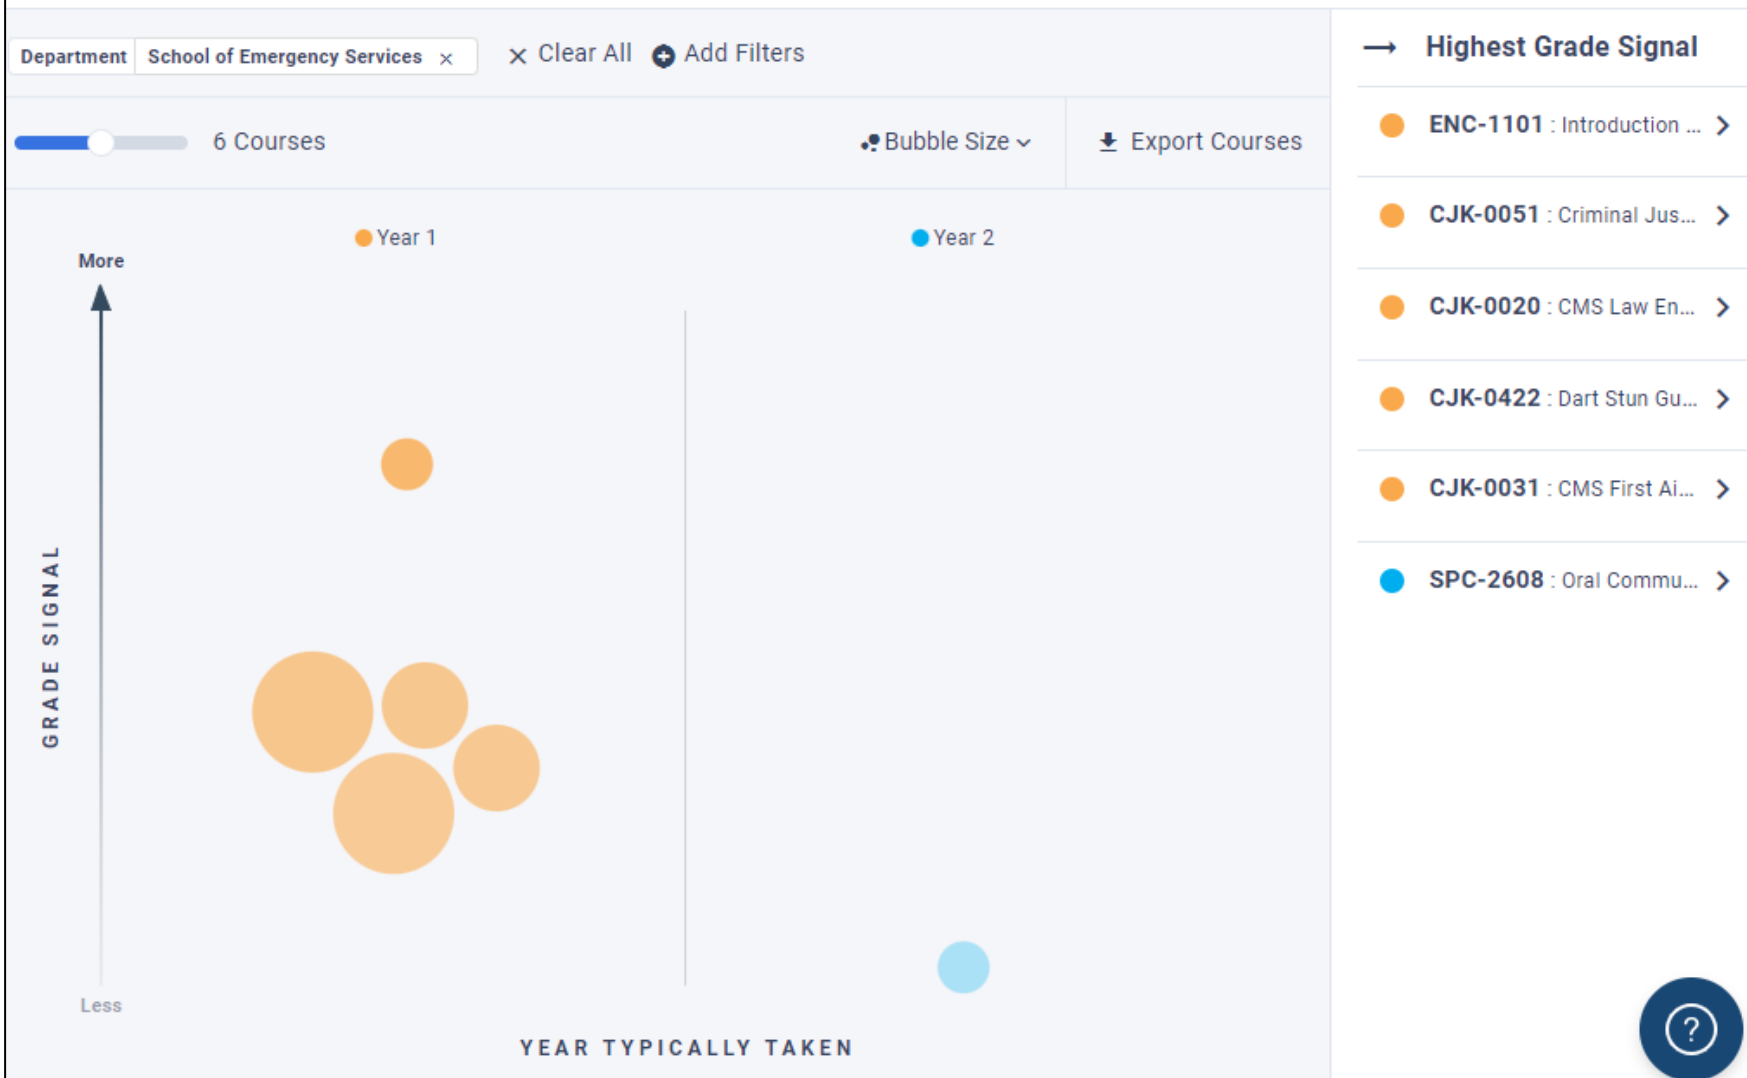 Department School of Emergency Services × × Clear All Add Filters
6 Courses Bubble Size Export Courses
Year 1 Year 2
More
GRADE SIGNAL
Less
YEAR TYPICALLY TAKEN
→ Highest Grade Signal
ENC-1101 : Introduction ...
CJK-0051 : Criminal Jus...
CJK-0020 : CMS Law En...
CJK-0422 : Dart Stun Gu...
CJK-0031 : CMS First Ai...
SPC-2608 : Oral Commu...
?